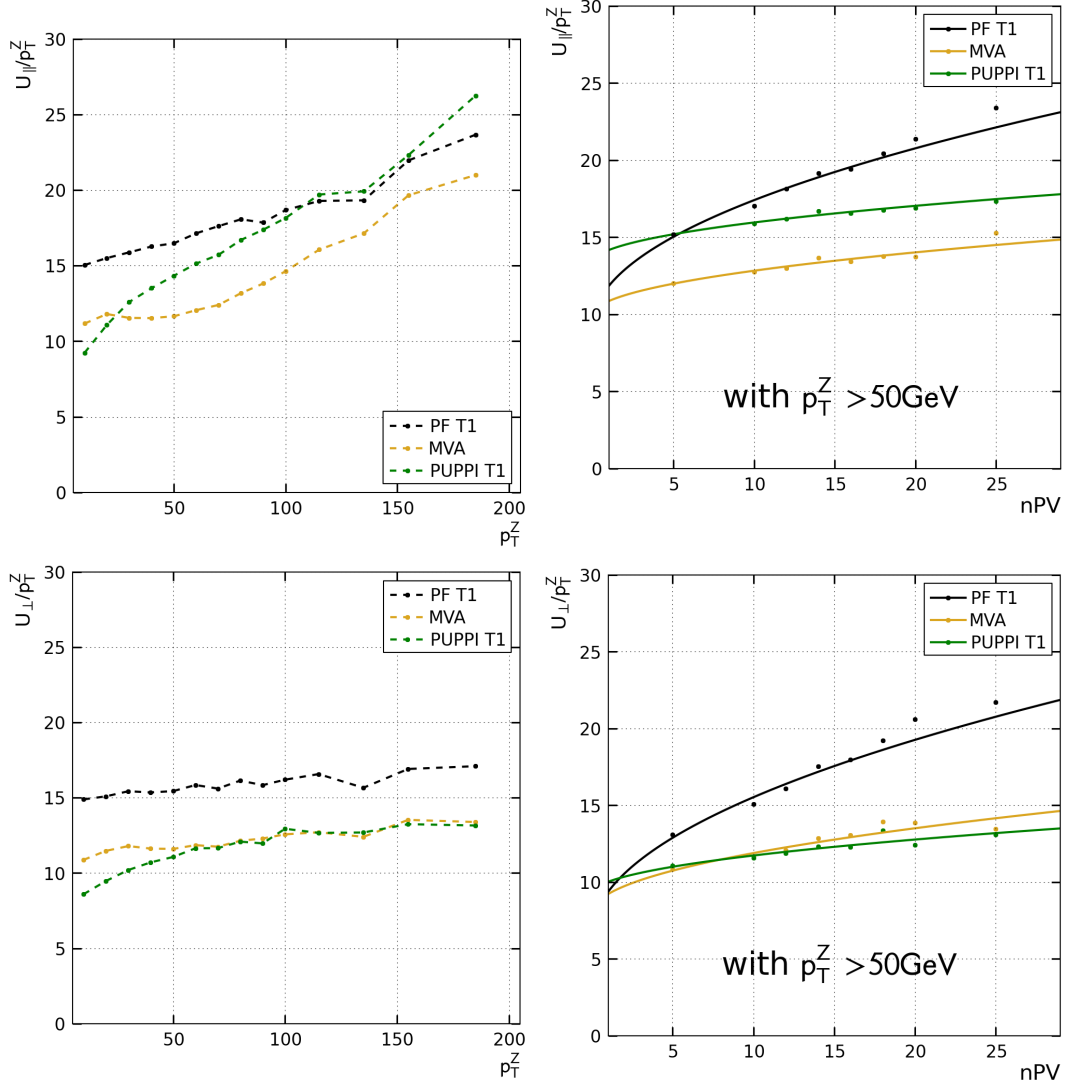 U∥/p_T^Z
30
25
20
15
10
5
0
PF T1
MVA
PUPPI T1
50
100
150
200
p_T^Z
U∥/p_T^Z
30
25
20
15
10
5
0
PF T1
MVA
PUPPI T1
with p_T^Z >50GeV
5
10
15
20
25
nPV
U⊥/p_T^Z
30
25
20
15
10
5
0
PF T1
MVA
PUPPI T1
50
100
150
200
p_T^Z
U⊥/p_T^Z
30
25
20
15
10
5
0
PF T1
MVA
PUPPI T1
with p_T^Z >50GeV
5
10
15
20
25
nPV